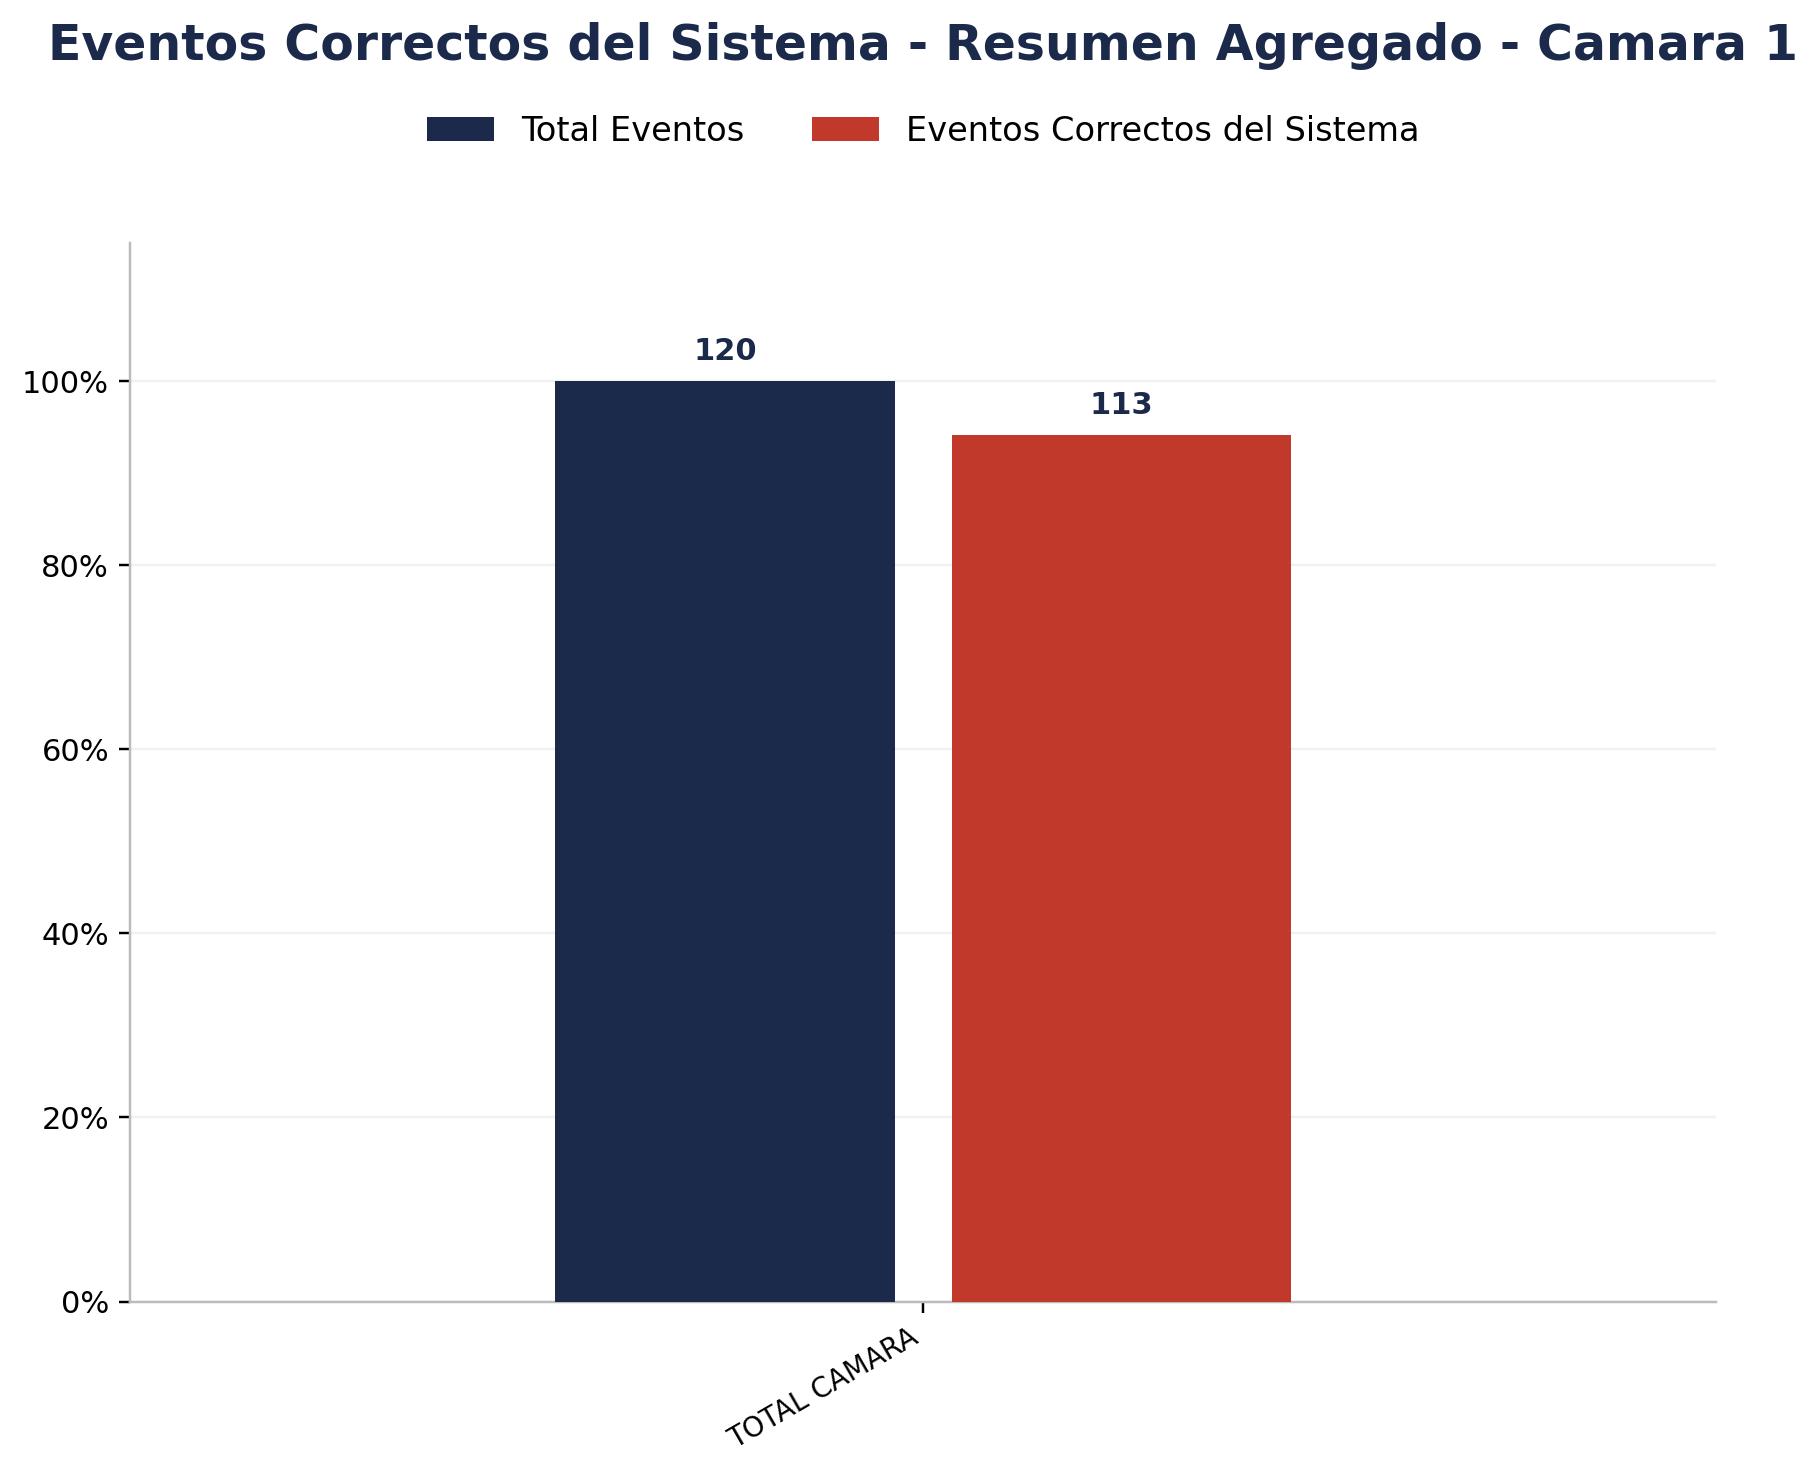 Eventos Correctos del Sistema - Resumen Agregado - Camara 1
Total Eventos
Eventos Correctos del Sistema
120
113
100%
80%
60%
40%
20%
0%
TOTAL CAMARA